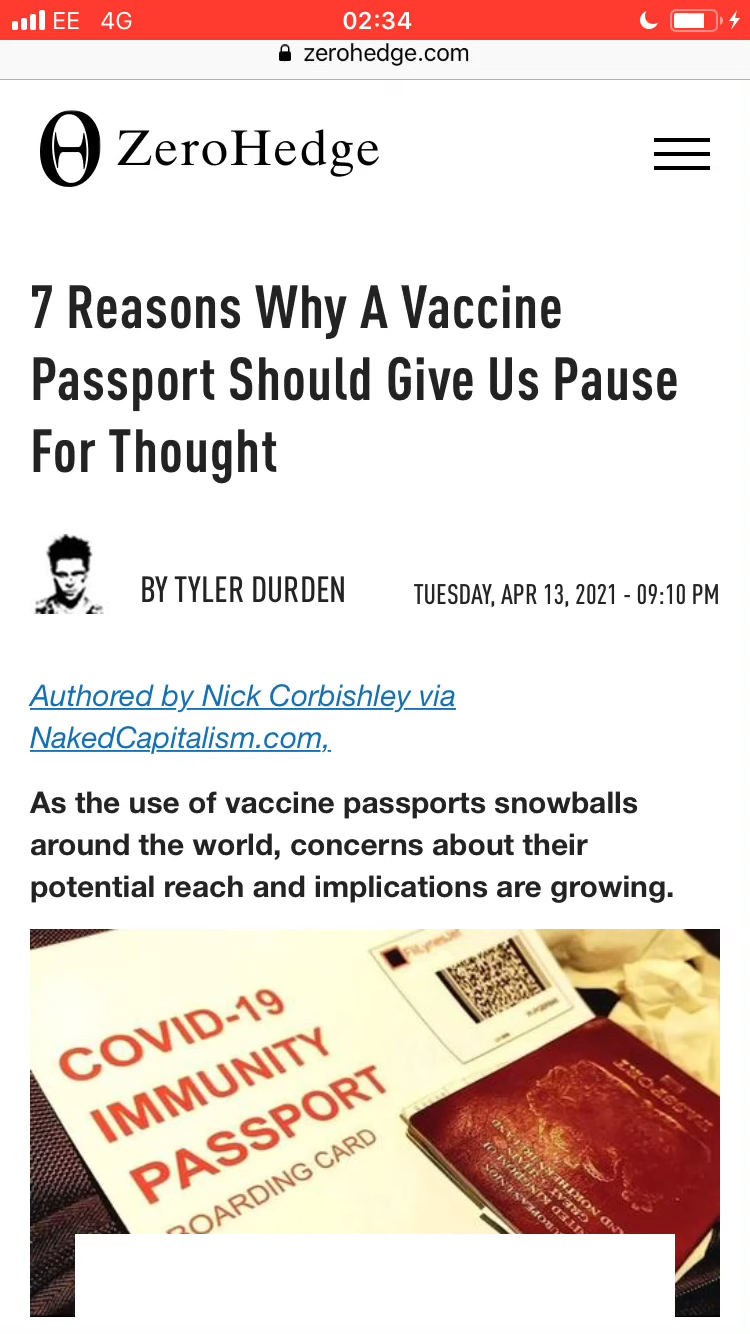 EE 4G 02:34
zerohedge.com
ZeroHedge
7 Reasons Why A Vaccine
Passport Should Give Us Pause
For Thought
BY TYLER DURDEN TUESDAY, APR 13, 2021 - 09:10 PM
Authored by Nick Corbishley via
NakedCapitalism.com,
As the use of vaccine passports snowballs
around the world, concerns about their
potential reach and implications are growing.
COVID-19
IMMUNITY
PASSPORT
BOARDING CARD
PASSPORT